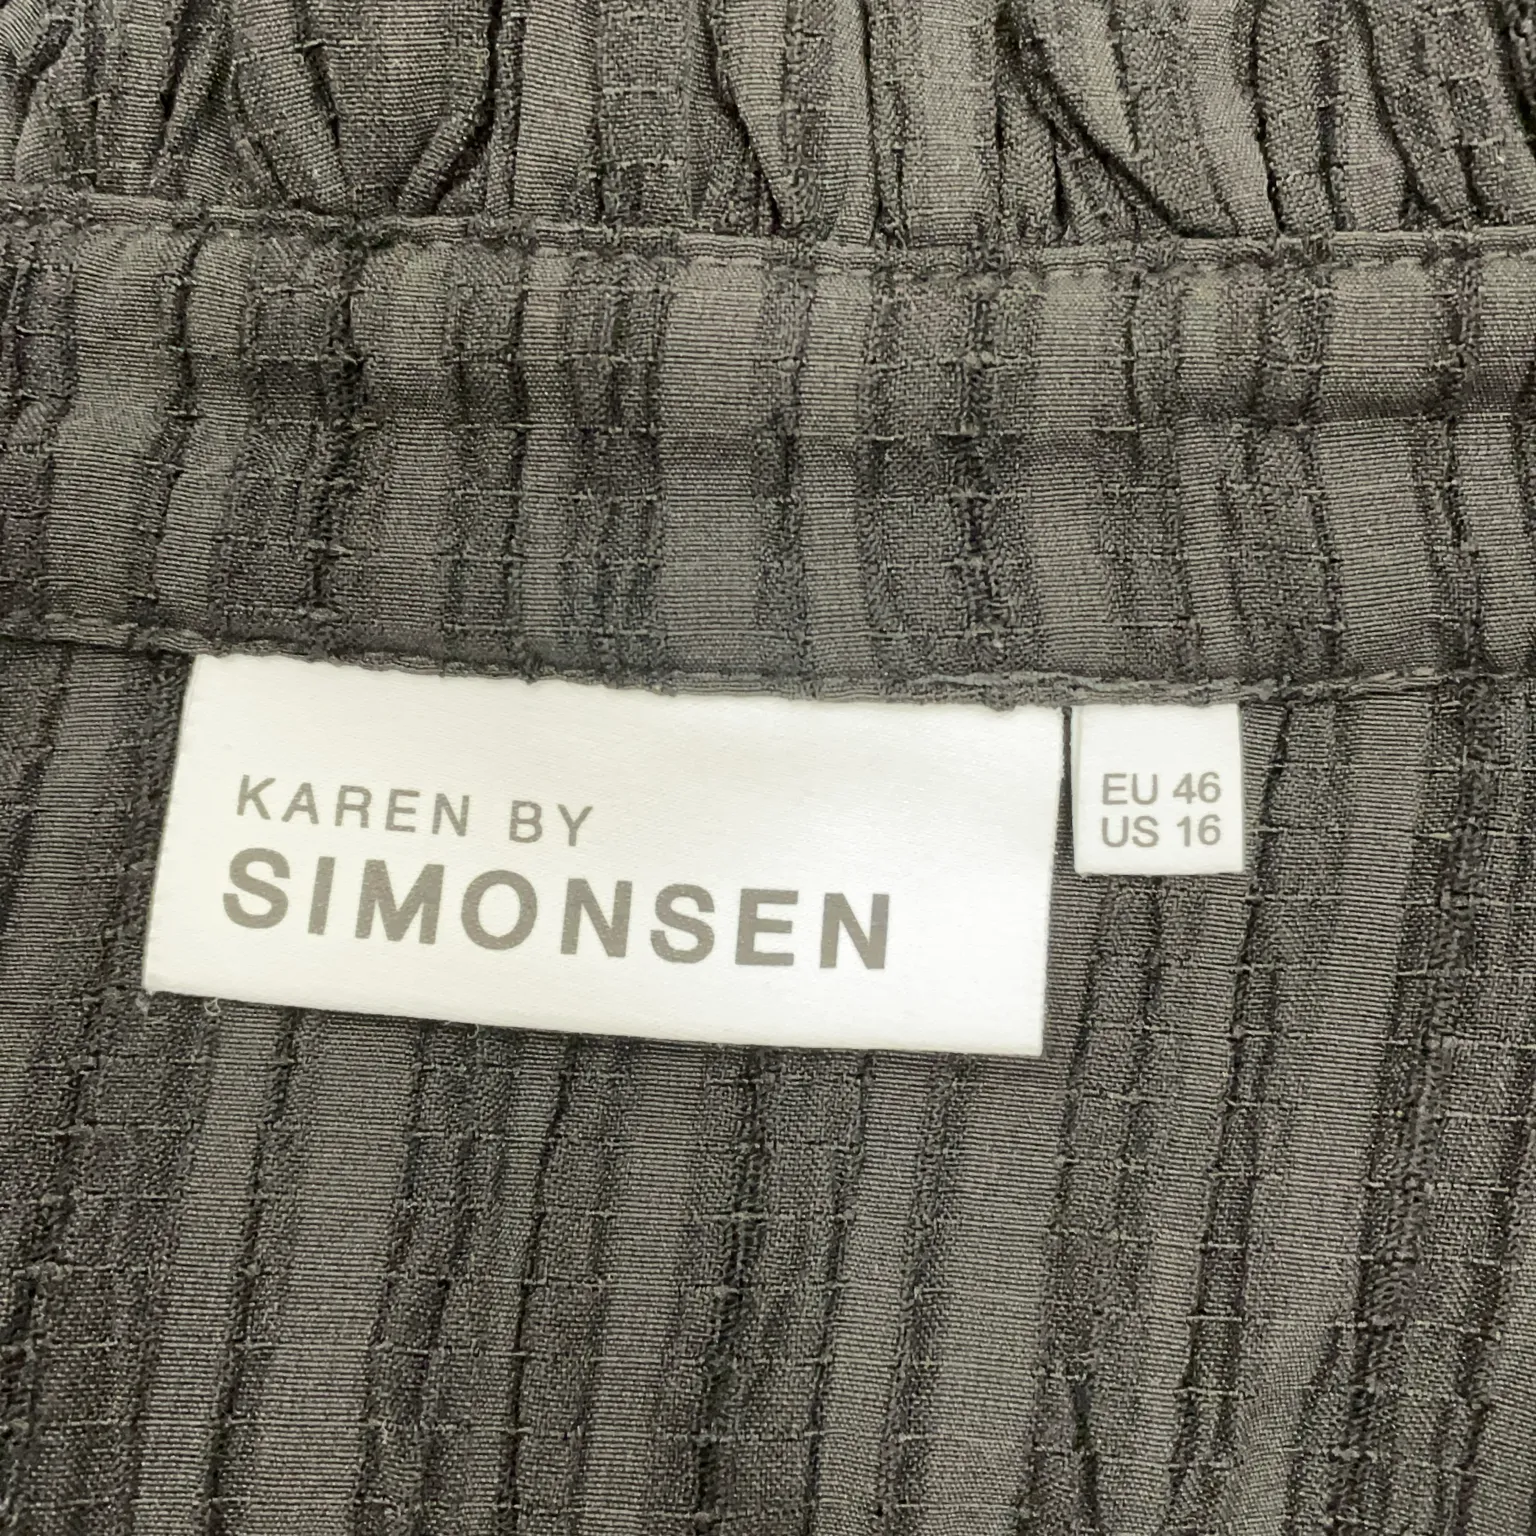 KAREN BY
SIMONSEN
EU 46
US 16